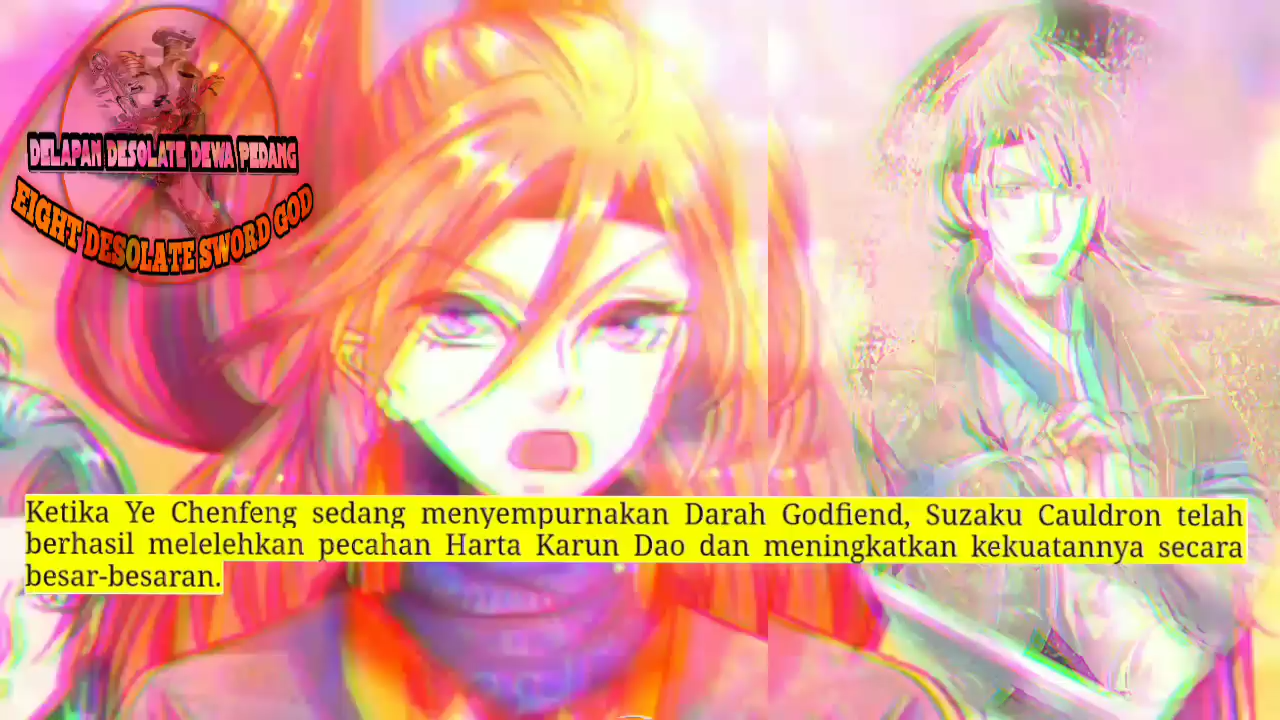 DELAPAN DESOLATE DEWA PEDANG
EIGHT DESOLATE SWORD GOD
Ketika Ye Chenfeng sedang menyempurnakan Darah Godfiend, Suzaku Cauldron telah
berhasil melelehkan pecahan Harta Karun Dao dan meningkatkan kekuatannya secara
besar-besaran.